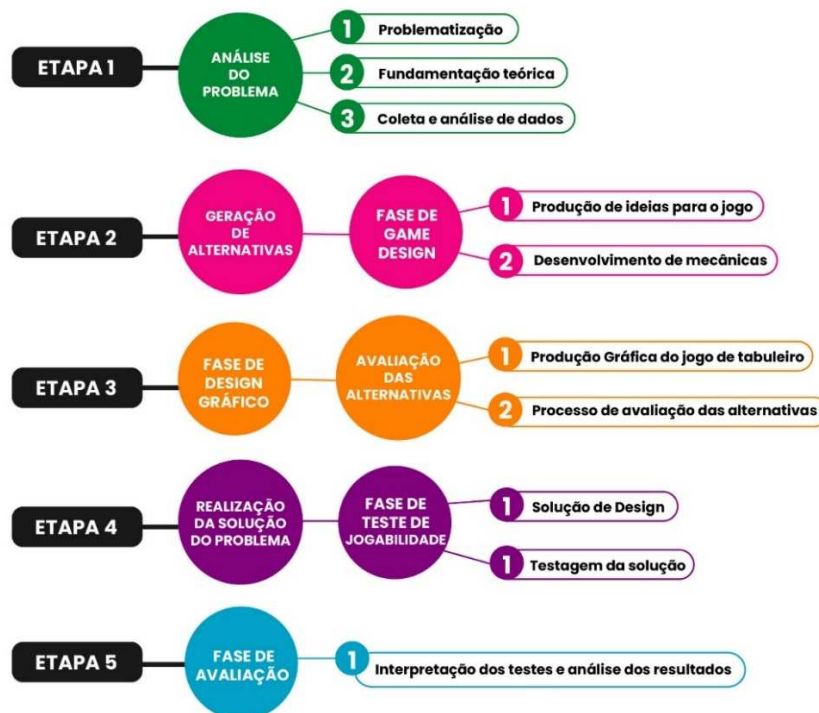 ETAPA 1
ANÁLISE
DO
PROBLEMA
1 Problematização
2 Fundamentação teórica
3 Coleta e análise de dados
ETAPA 2
GERAÇÃO
DE
ALTERNATIVAS
FASE DE
GAME
DESIGN
1 Produção de ideias para o jogo
2 Desenvolvimento de mecânicas
ETAPA 3
FASE DE
DESIGN
GRÁFICO
AVALIAÇÃO
DAS
ALTERNATIVAS
1 Produção Gráfica do jogo de tabuleiro
2 Processo de avaliação das alternativas
ETAPA 4
REALIZAÇÃO
DA SOLUÇÃO
DO PROBLEMA
FASE DE
TESTE DE
JOGABILIDADE
1 Solução de Design
1 Testagem da solução
ETAPA 5
FASE DE
AVALIAÇÃO
1 Interpretação dos testes e análise dos resultados